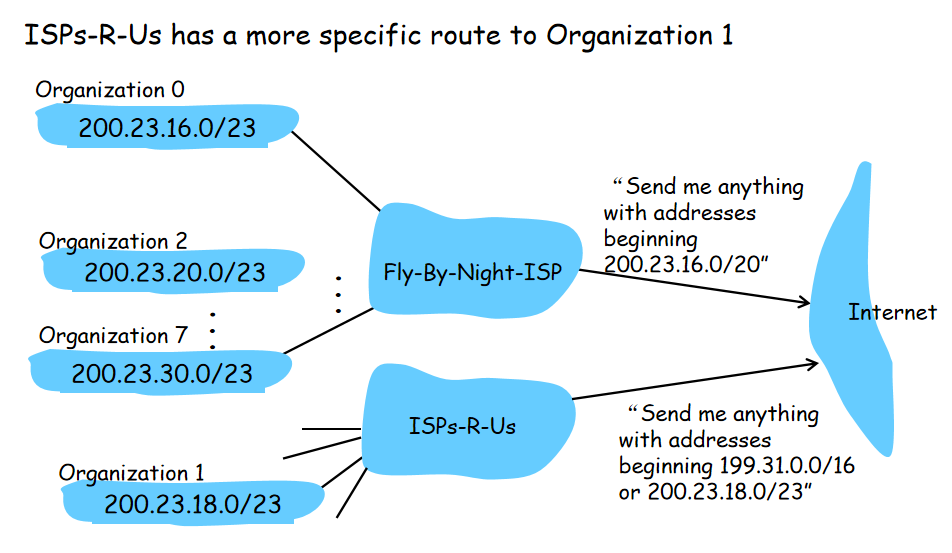 ISPs-R-Us has a more specific route to Organization 1
Organization 0
200.23.16.0/23
Organization 2
200.23.20.0/23
Organization 7
200.23.30.0/23
Organization 1
200.23.18.0/23
Fly-By-Night-ISP
ISPs-R-Us
“Send me anything
with addresses
beginning
200.23.16.0/20”
“Send me anything
with addresses
beginning 199.31.0.0/16
or 200.23.18.0/23”
Internet